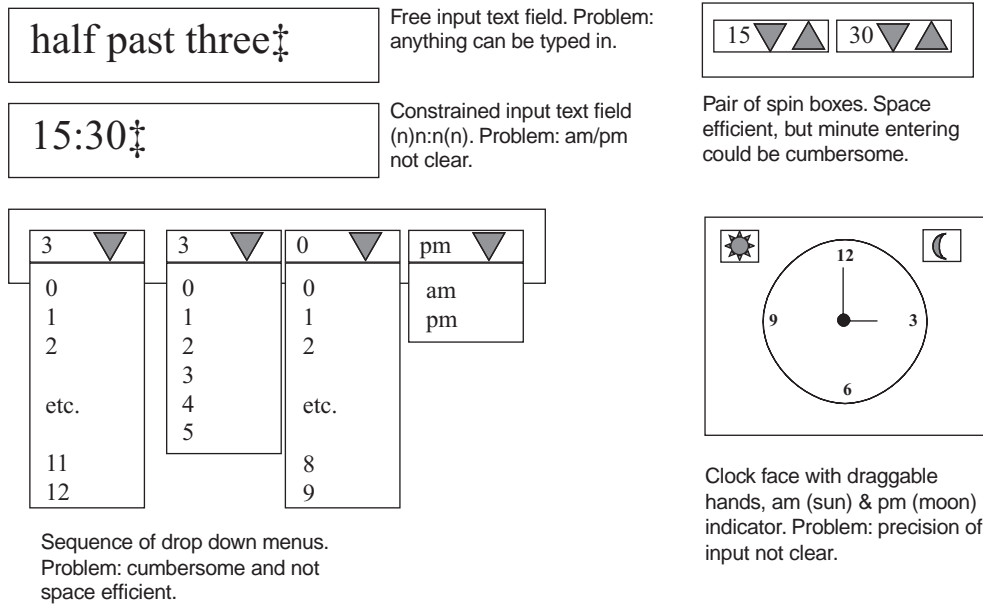 half past three‡
Free input text field. Problem:
anything can be typed in.
15:30‡
Constrained input text field
(n)n:n(n). Problem: am/pm
not clear.
15 30
Pair of spin boxes. Space
efficient, but minute entering
could be cumbersome.
3
0
1
2
etc.
11
12
3
0
1
2
3
4
5
0
0
1
2
etc.
8
9
pm
am
pm
Sequence of drop down menus.
Problem: cumbersome and not
space efficient.
12
9 3
6
Clock face with draggable
hands, am (sun) & pm (moon)
indicator. Problem: precision of
input not clear.